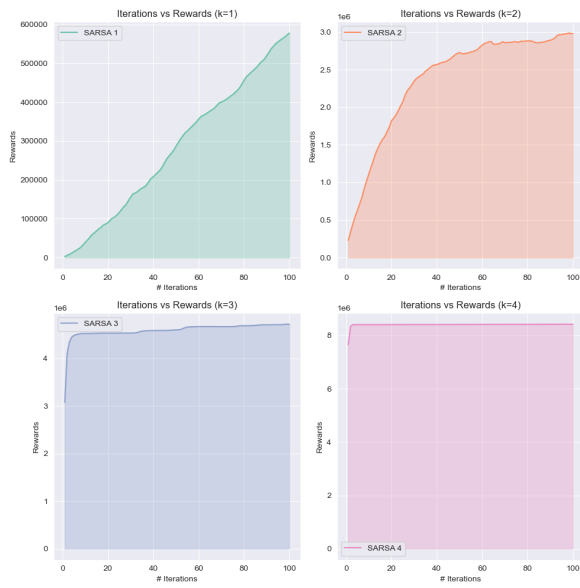 Iterations vs Rewards (k=1)
600000
500000
400000
300000
200000
100000
0
Rewards
SARSA 1
0 20 40 60 80 100
# Iterations
Iterations vs Rewards (k=2)
1e6
3.0
2.5
2.0
1.5
1.0
0.5
0.0
Rewards
SARSA 2
0 20 40 60 80 100
# Iterations
Iterations vs Rewards (k=3)
1e6
4
3
2
1
0
Rewards
SARSA 3
0 20 40 60 80 100
# Iterations
Iterations vs Rewards (k=4)
1e6
8
6
4
2
0
Rewards
SARSA 4
0 20 40 60 80 100
# Iterations